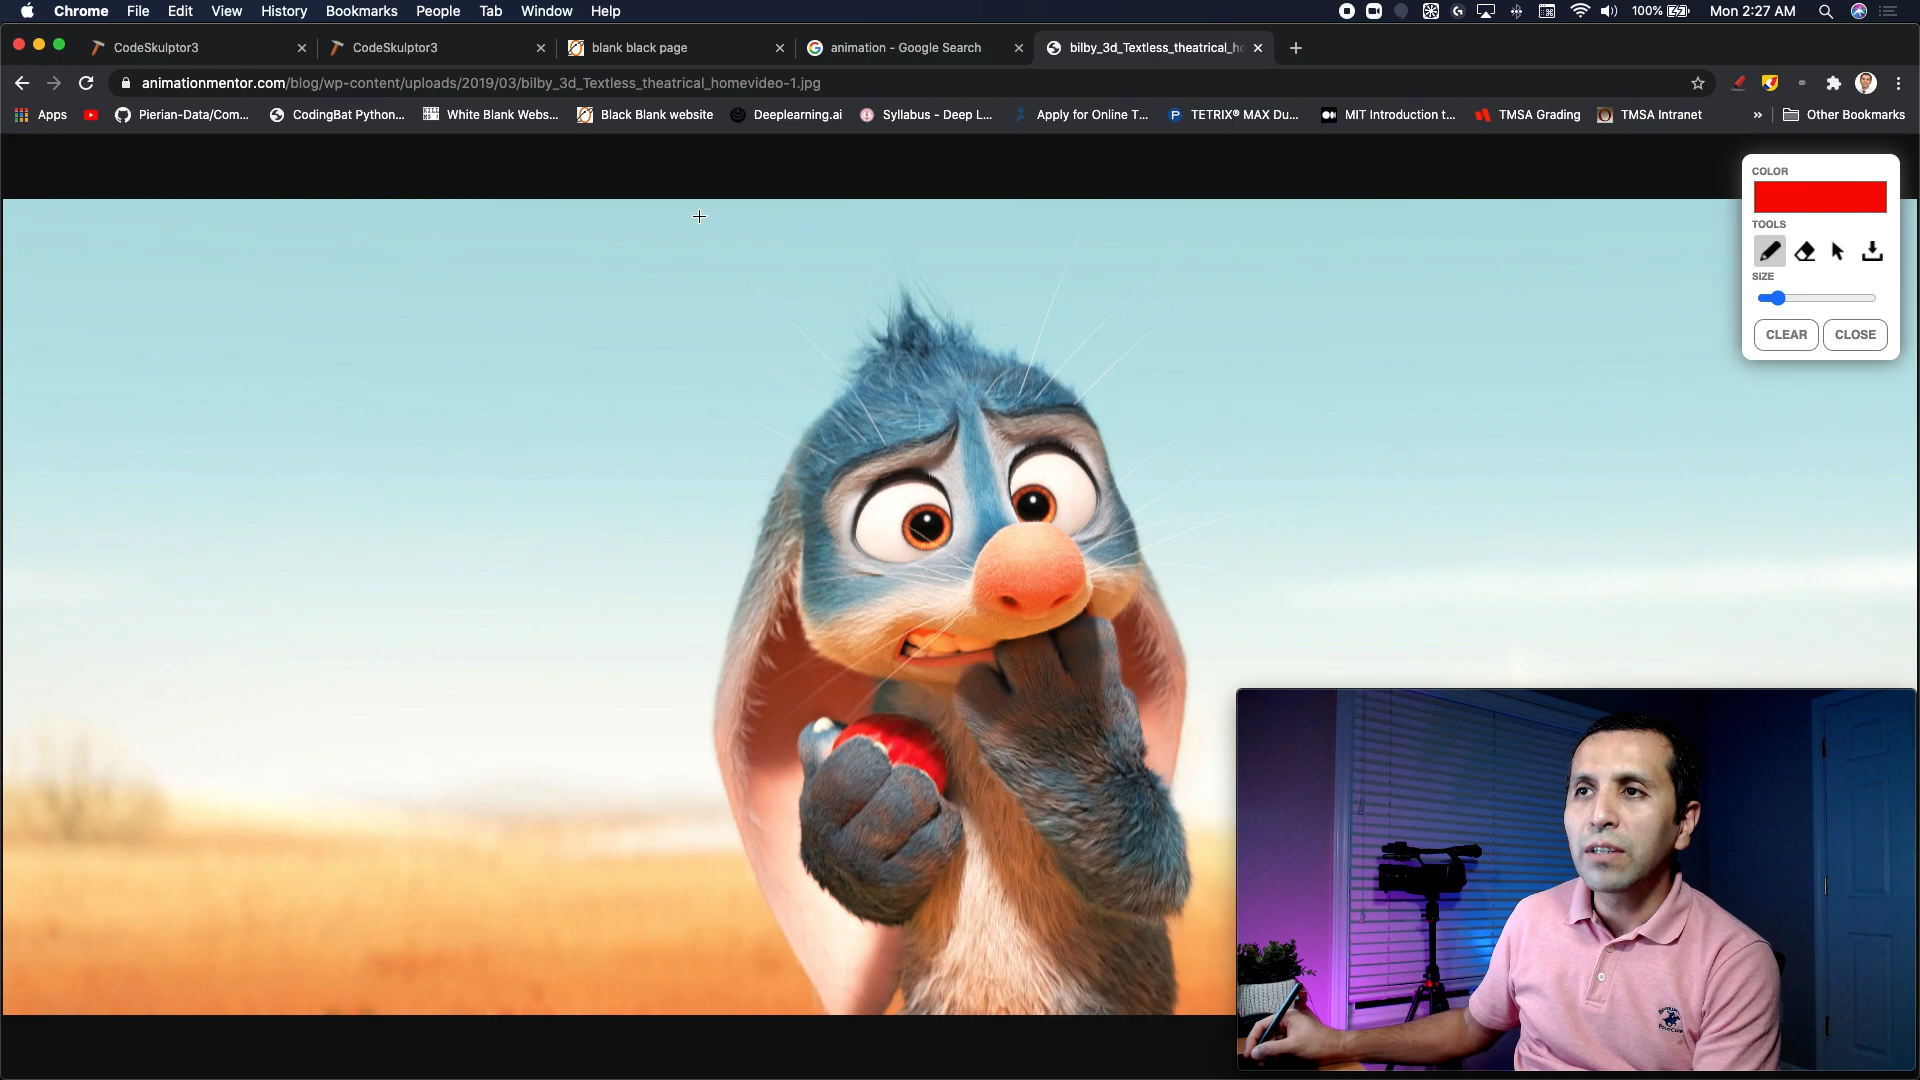 Chrome File Edit View History Bookmarks People Tab Window Help 100% Mon 2:27 AM
CodeSkulptor3 CodeSkulptor3 blank black page animation - Google Search bilby_3d_Textless_theatrical_h
animationmentor.com/blog/wp-content/uploads/2019/03/bilby_3d_Textless_theatrical_homevideo-1.jpg
Apps Pierian-Data/Com... CodingBat Python... White Blank Webs... Black Blank website Deeplearning.ai Syllabus - Deep L... Apply for Online T... TETRIX® MAX Du... MIT Introduction t... TMSA Grading TMSA Intranet » Other Bookmarks
COLOR
TOOLS
SIZE
CLEAR CLOSE